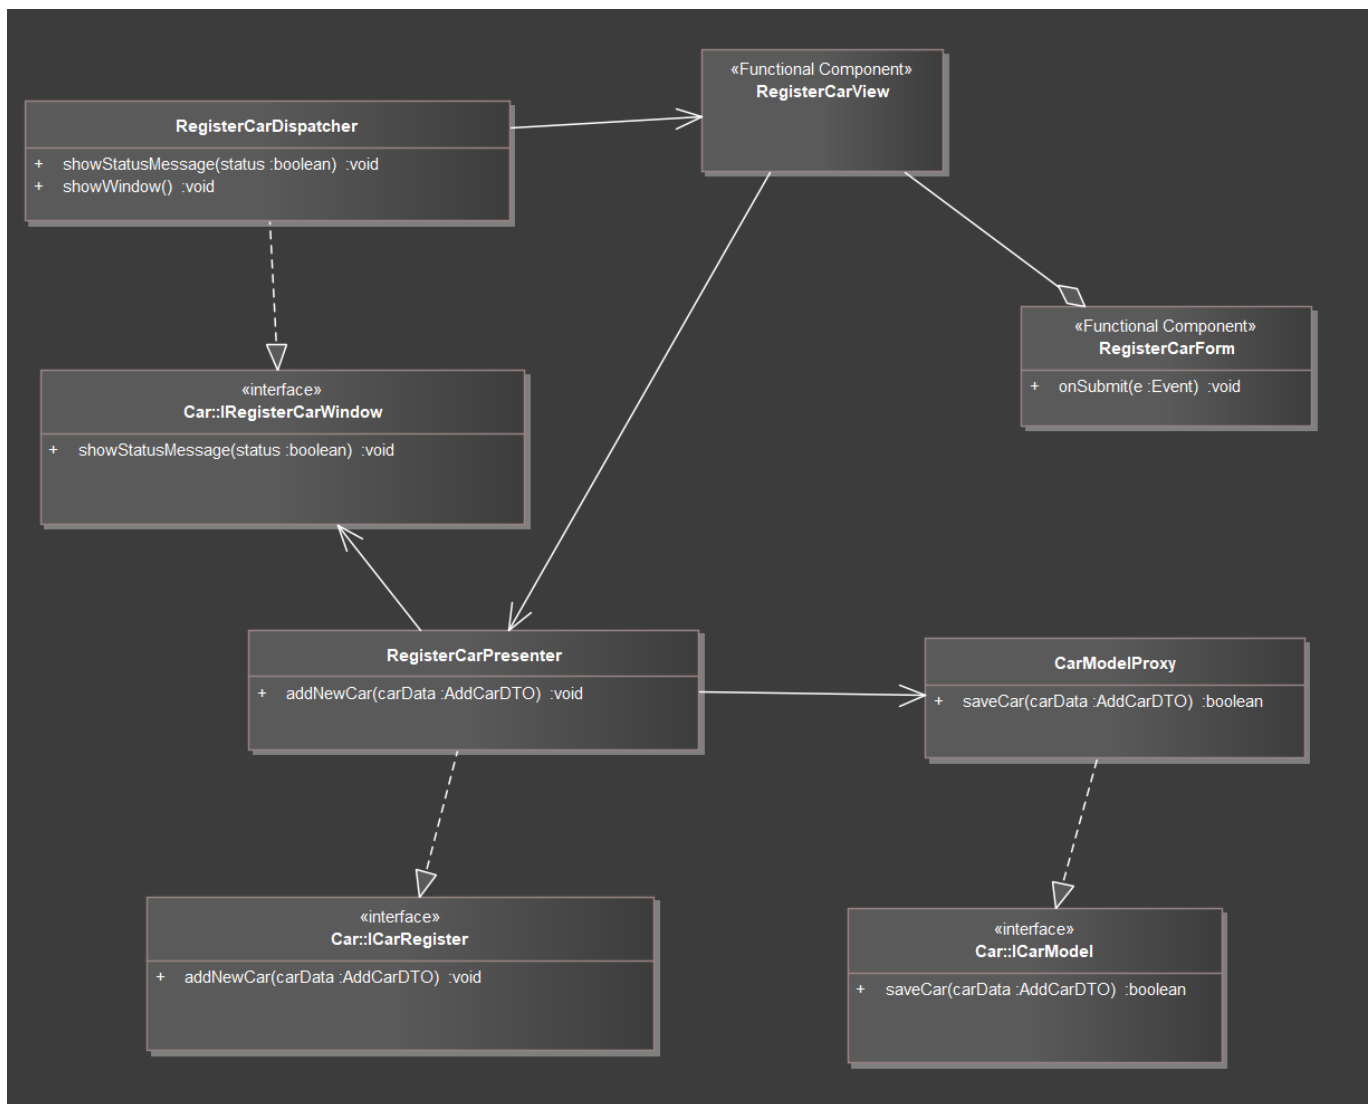 «Functional Component»
RegisterCarView
RegisterCarDispatcher
+ showStatusMessage(status :boolean) :void
+ showWindow() :void
«Functional Component»
RegisterCarForm
+ onSubmit(e :Event) :void
«interface»
Car::IRegisterCarWindow
+ showStatusMessage(status :boolean) :void
RegisterCarPresenter
+ addNewCar(carData :AddCarDTO) :void
CarModelProxy
+ saveCar(carData :AddCarDTO) :boolean
«interface»
Car::ICarRegister
+ addNewCar(carData :AddCarDTO) :void
«interface»
Car::ICarModel
+ saveCar(carData :AddCarDTO) :boolean